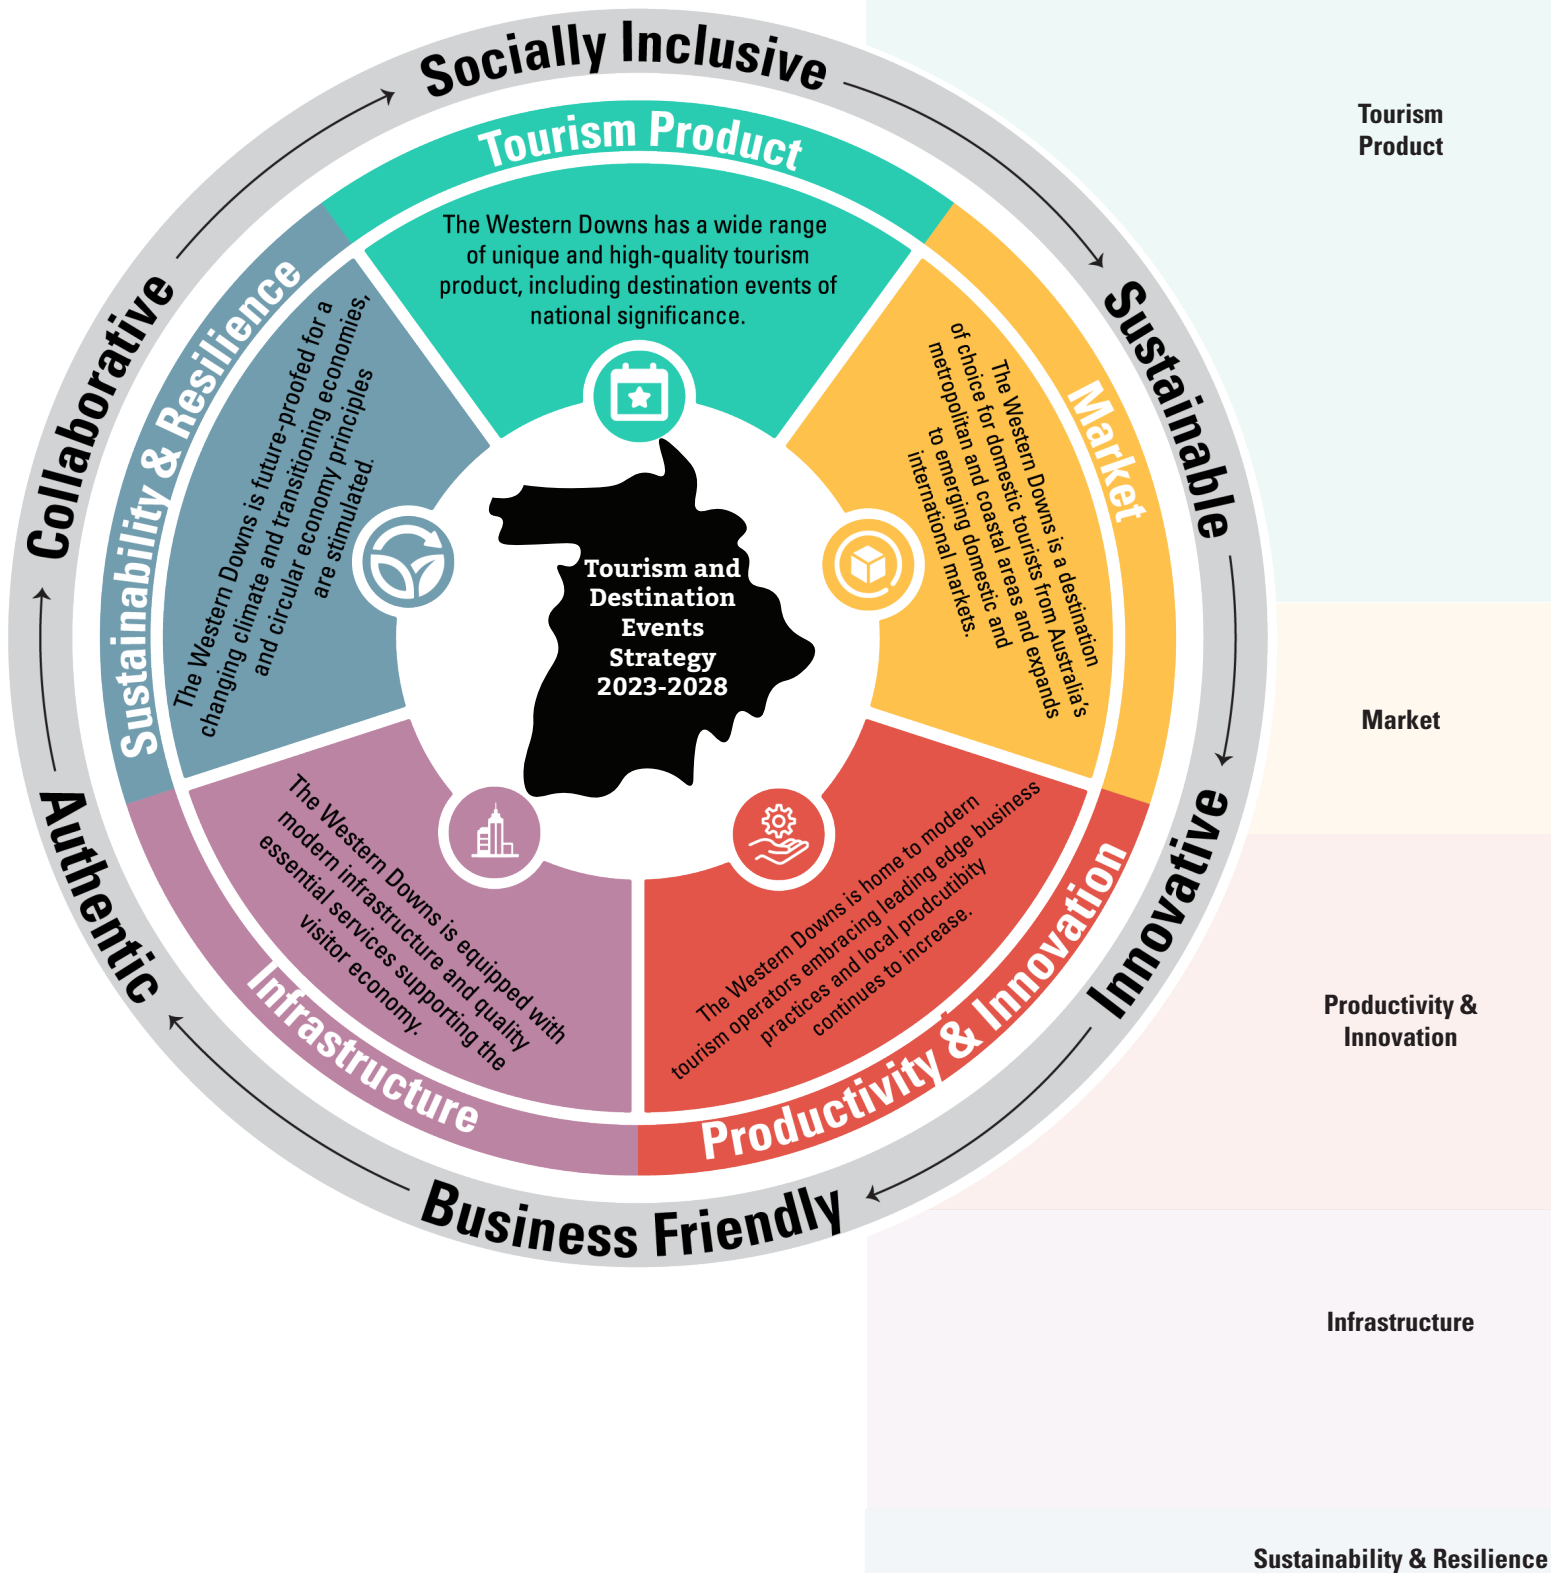 Socially Inclusive
Sustainable
Innovative
Business Friendly
Authentic
Collaborative
Tourism Product
The Western Downs has a wide range
of unique and high-quality tourism
product, including destination events of
national significance.
Market
The Western Downs is a destination
of choice for domestic tourists from Australia's
metropolitan and coastal areas and expands
to emerging domestic and
international markets.
Productivity & Innovation
The Western Downs is home to modern
tourism operators embracing leading edge business
practices and local prodcutibity
continues to increase.
Infrastructure
The Western Downs is equipped with
modern infrastructure and quality
essential services supporting the
visitor economy.
Sustainability & Resilience
The Western Downs is future-proofed for a
changing climate and transitioning economies,
and circular economy principles
are stimulated.
Tourism and
Destination
Events
Strategy
2023-2028
Tourism
Product
Market
Productivity &
Innovation
Infrastructure
Sustainability & Resilience